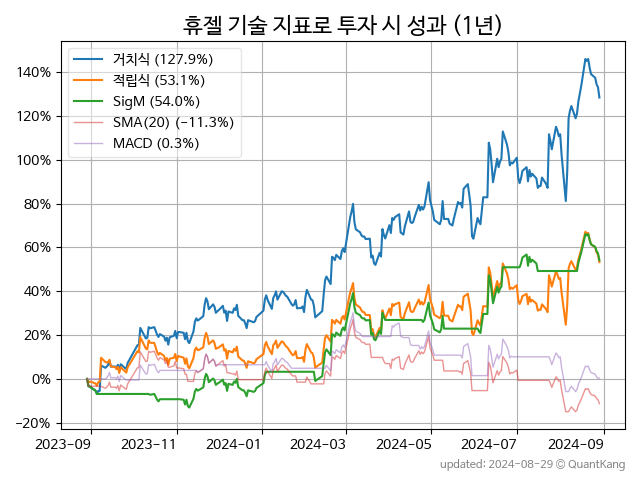 휴젤 기술 지표로 투자 시 성과 (1년)
거치식 (127.9%)
적립식 (53.1%)
SigM (54.0%)
SMA(20) (−11.3%)
MACD (0.3%)
140%
120%
100%
80%
60%
40%
20%
0%
−20%
2023−09 2023−11 2024−01 2024−03 2024−05 2024−07 2024−09
updated: 2024-08-29 © QuantKang